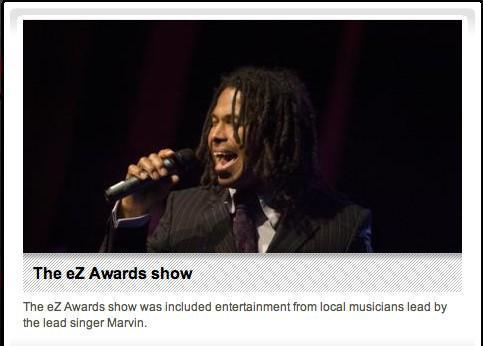 The eZ Awards show
The eZ Awards show was included entertainment from local musicians lead by
the lead singer Marvin.